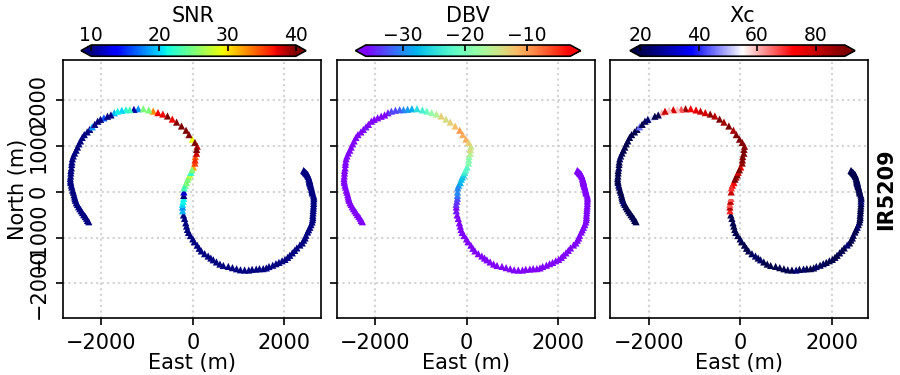 SNR DBV Xc
10 20 30 40 −30 −20 −10 20 40 60 80
2000
1000
0
−1000
−2000
North (m)
−2000 0 2000 −2000 0 2000 −2000 0 2000
East (m) East (m) East (m)
IR5209